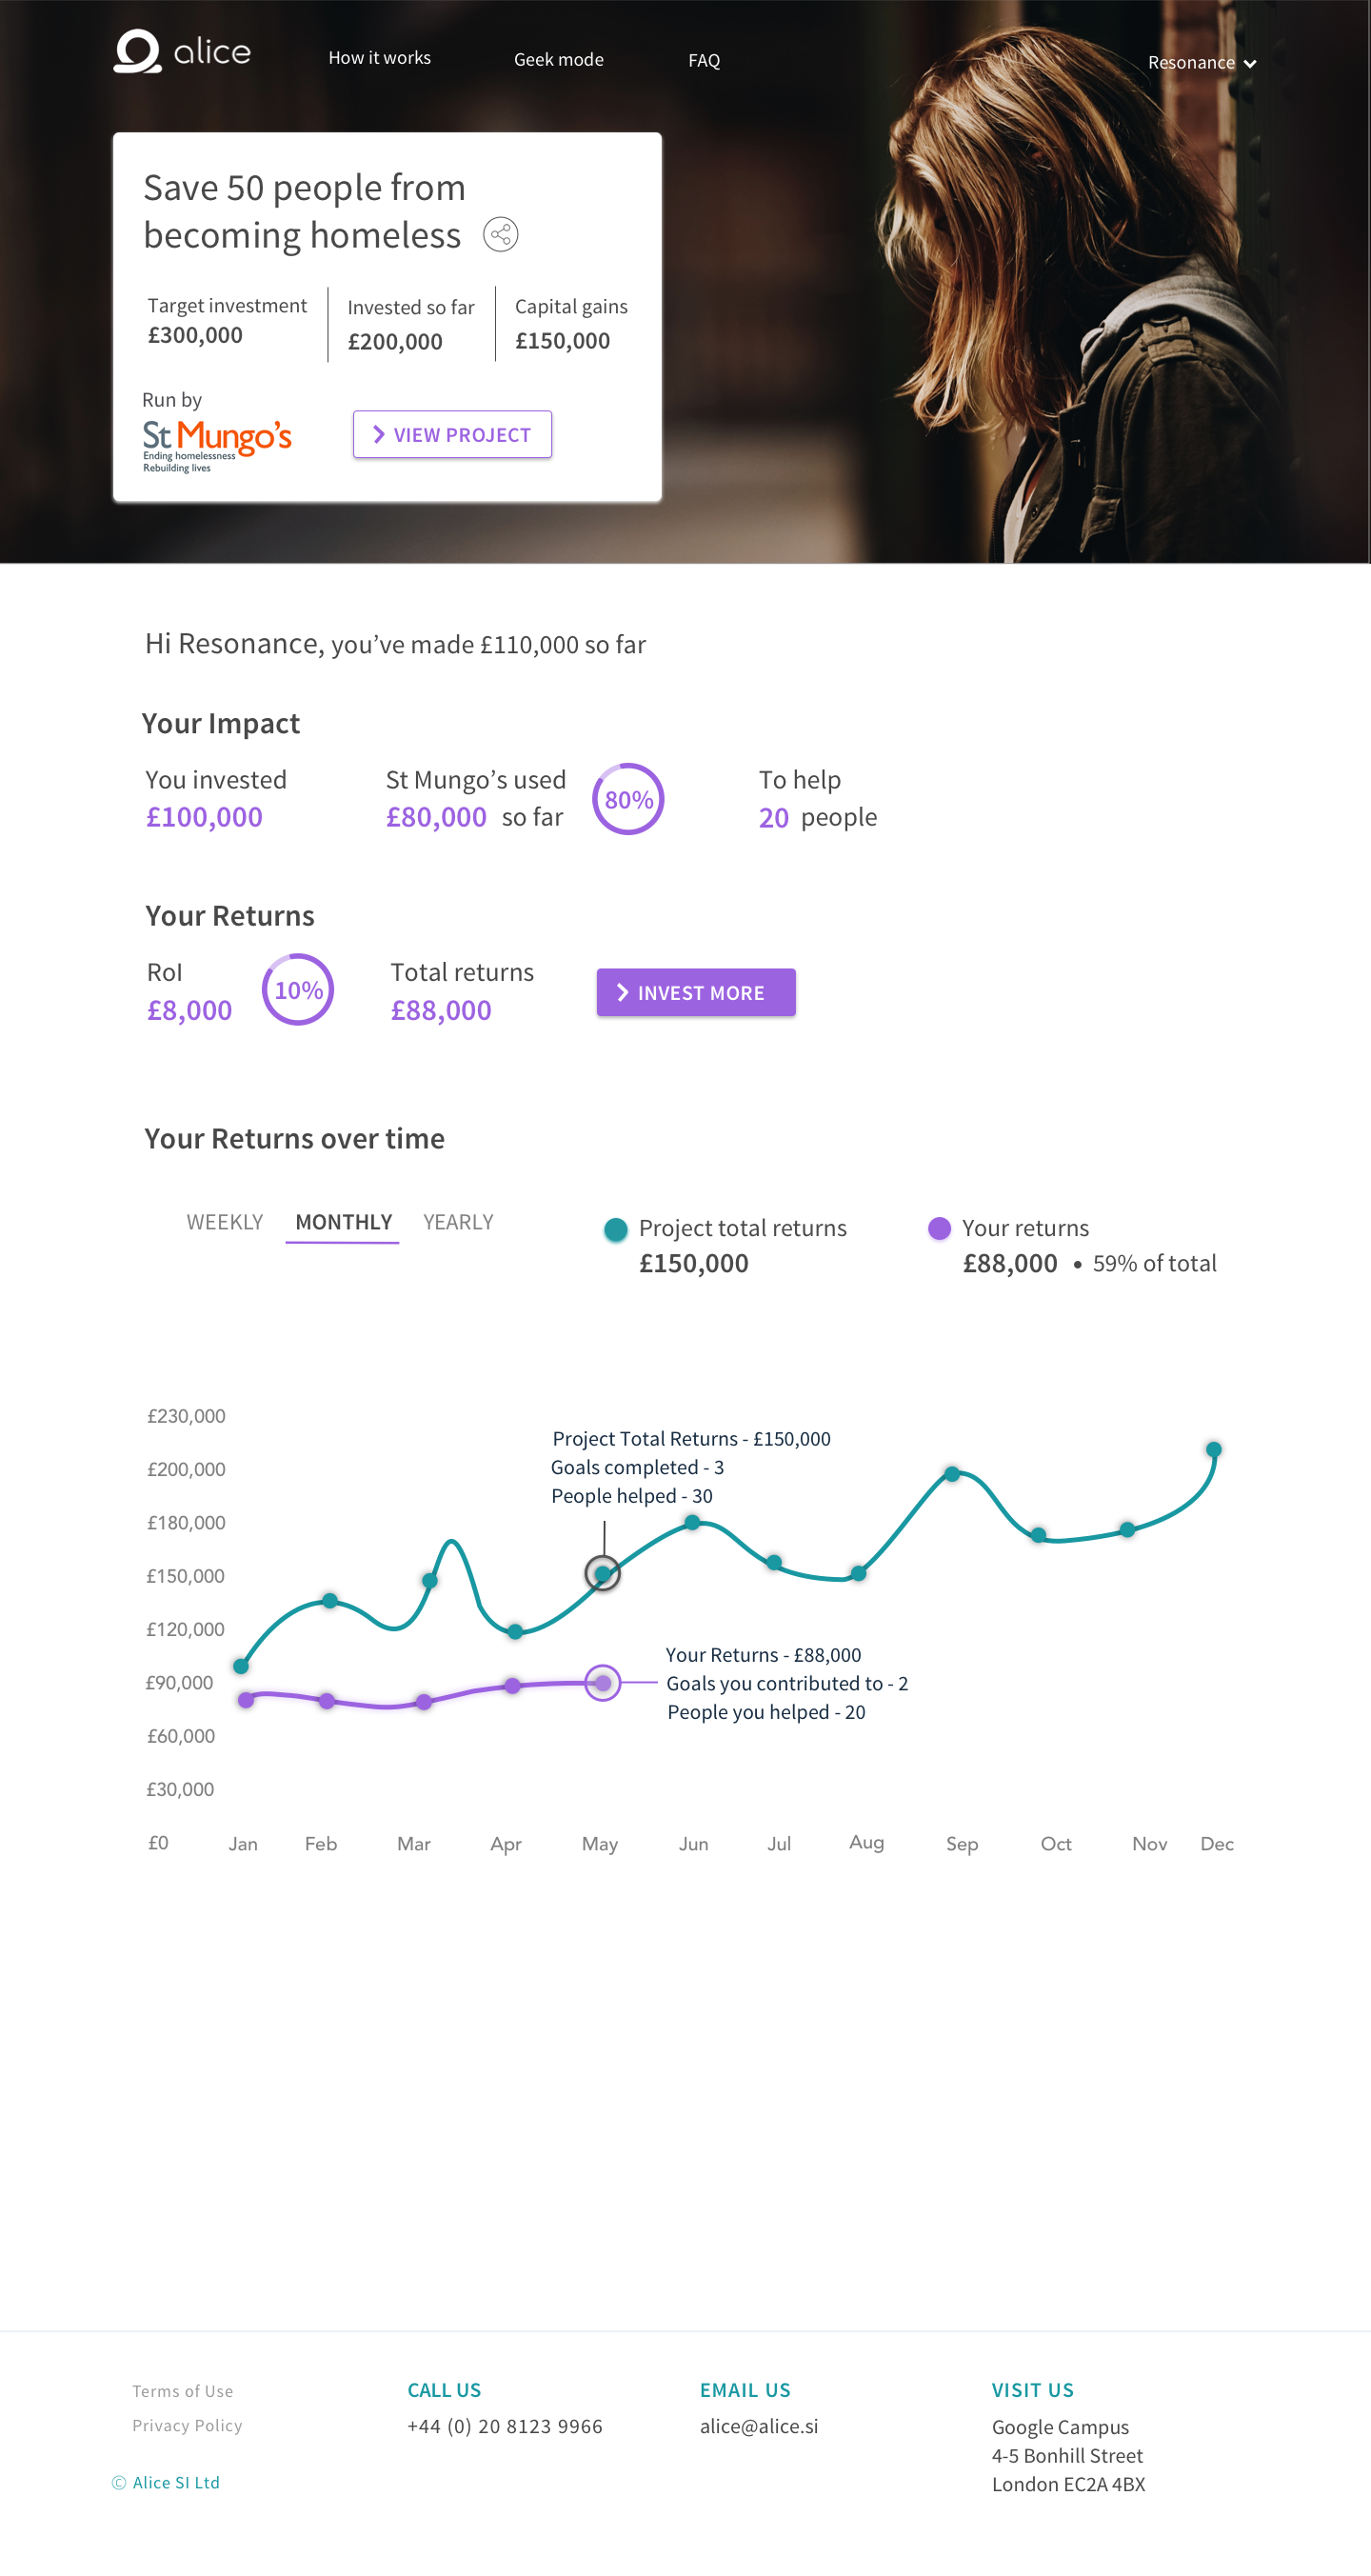 alice
How it works
Geek mode
FAQ
Resonance
Save 50 people from
becoming homeless
Target investment
£300,000
Invested so far
£200,000
Capital gains
£150,000
Run by
St Mungo's
Ending homelessness
Rebuilding lives
VIEW PROJECT
Hi Resonance, you've made £110,000 so far
Your Impact
You invested
£100,000
St Mungo's used
£80,000 so far
80%
To help
20 people
Your Returns
RoI
£8,000
10%
Total returns
£88,000
INVEST MORE
Your Returns over time
WEEKLY
MONTHLY
YEARLY
Project total returns
£150,000
Your returns
£88,000 • 59% of total
£230,000
£200,000
£180,000
£150,000
£120,000
£90,000
£60,000
£30,000
£0
Project Total Returns - £150,000
Goals completed - 3
People helped - 30
Your Returns - £88,000
Goals you contributed to - 2
People you helped - 20
Jan
Feb
Mar
Apr
May
Jun
Jul
Aug
Sep
Oct
Nov
Dec
Terms of Use
Privacy Policy
© Alice SI Ltd
CALL US
+44 (0) 20 8123 9966
EMAIL US
alice@alice.si
VISIT US
Google Campus
4-5 Bonhill Street
London EC2A 4BX